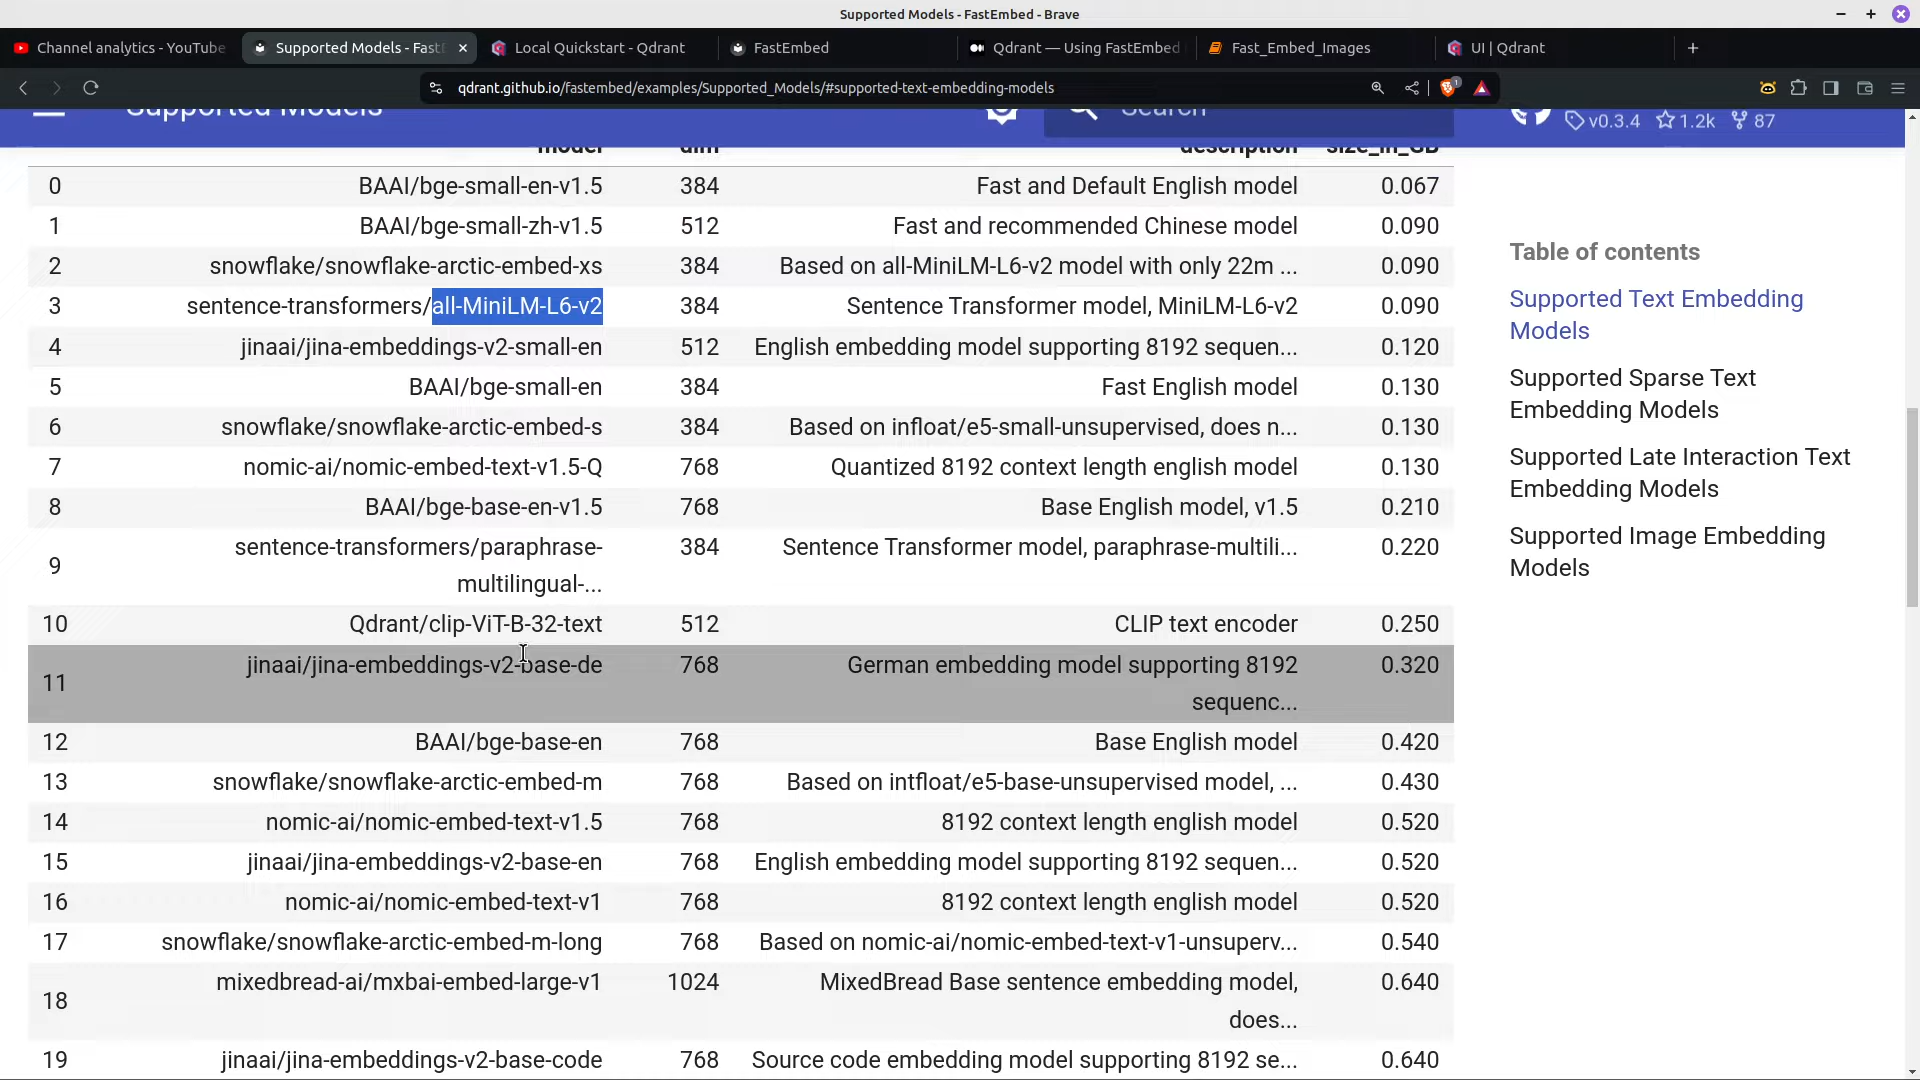 Supported Models - FastEmbed - Brave
Channel analytics - YouTube
Supported Models - FastE
Local Quickstart - Qdrant
FastEmbed
Qdrant — Using FastEmbed
Fast_Embed_Images
UI | Qdrant
qdrant.github.io/fastembed/examples/Supported_Models/#supported-text-embedding-models
1
Supported Models
Search
v0.3.4 1.2k 87
model dim description size_in_GB
0 BAAI/bge-small-en-v1.5 384 Fast and Default English model 0.067
1 BAAI/bge-small-zh-v1.5 512 Fast and recommended Chinese model 0.090
2 snowflake/snowflake-arctic-embed-xs 384 Based on all-MiniLM-L6-v2 model with only 22m ... 0.090
3 sentence-transformers/all-MiniLM-L6-v2 384 Sentence Transformer model, MiniLM-L6-v2 0.090
4 jinaai/jina-embeddings-v2-small-en 512 English embedding model supporting 8192 sequen... 0.120
5 BAAI/bge-small-en 384 Fast English model 0.130
6 snowflake/snowflake-arctic-embed-s 384 Based on infloat/e5-small-unsupervised, does n... 0.130
7 nomic-ai/nomic-embed-text-v1.5-Q 768 Quantized 8192 context length english model 0.130
8 BAAI/bge-base-en-v1.5 768 Base English model, v1.5 0.210
9 sentence-transformers/paraphrase- 384 Sentence Transformer model, paraphrase-multili... 0.220
multilingual-...
10 Qdrant/clip-ViT-B-32-text 512 CLIP text encoder 0.250
11 jinaai/jina-embeddings-v2-base-de 768 German embedding model supporting 8192 0.320
sequenc...
12 BAAI/bge-base-en 768 Base English model 0.420
13 snowflake/snowflake-arctic-embed-m 768 Based on intfloat/e5-base-unsupervised model, ... 0.430
14 nomic-ai/nomic-embed-text-v1.5 768 8192 context length english model 0.520
15 jinaai/jina-embeddings-v2-base-en 768 English embedding model supporting 8192 sequen... 0.520
16 nomic-ai/nomic-embed-text-v1 768 8192 context length english model 0.520
17 snowflake/snowflake-arctic-embed-m-long 768 Based on nomic-ai/nomic-embed-text-v1-unsuperv... 0.540
18 mixedbread-ai/mxbai-embed-large-v1 1024 MixedBread Base sentence embedding model, 0.640
does...
19 jinaai/jina-embeddings-v2-base-code 768 Source code embedding model supporting 8192 se... 0.640
Table of contents
Supported Text Embedding
Models
Supported Sparse Text
Embedding Models
Supported Late Interaction Text
Embedding Models
Supported Image Embedding
Models